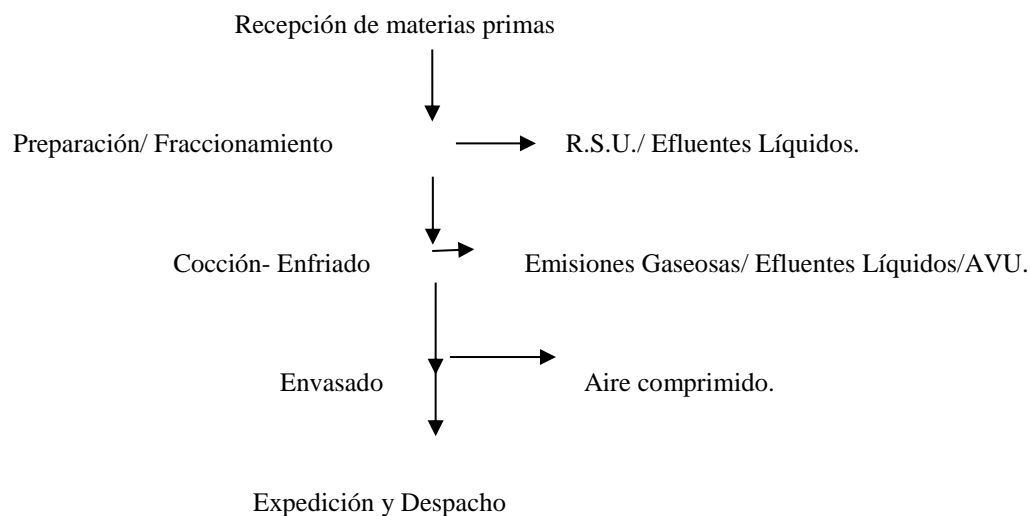 Recepción de materias primas
Preparación/ Fraccionamiento
R.S.U./ Efluentes Líquidos.
Cocción- Enfriado
Emisiones Gaseosas/ Efluentes Líquidos/AVU.
Envasado
Aire comprimido.
Expedición y Despacho